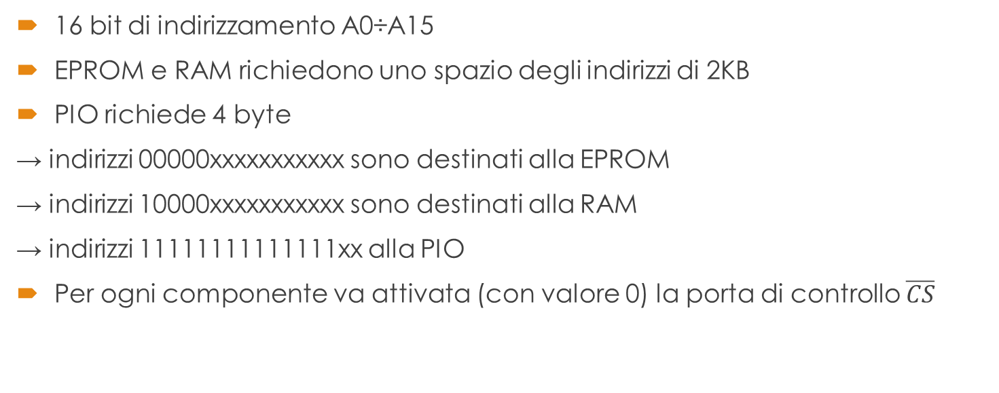 16 bit di indirizzamento A0÷A15
EPROM e RAM richiedono uno spazio degli indirizzi di 2KB
PIO richiede 4 byte
→ indirizzi 00000xxxxxxxxxxx sono destinati alla EPROM
→ indirizzi 10000xxxxxxxxxxx sono destinati alla RAM
→ indirizzi 11111111111111xx alla PIO
Per ogni componente va attivata (con valore 0) la porta di controllo C̅S̅